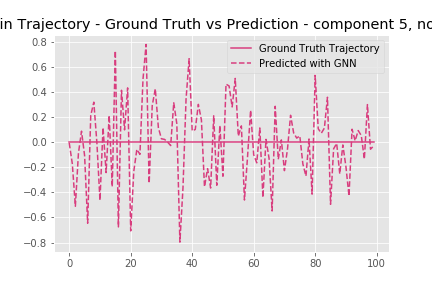 in Trajectory - Ground Truth vs Prediction - component 5, no
Ground Truth Trajectory
Predicted with GNN
0.8
0.6
0.4
0.2
0.0
−0.2
−0.4
−0.6
−0.8
0 20 40 60 80 100